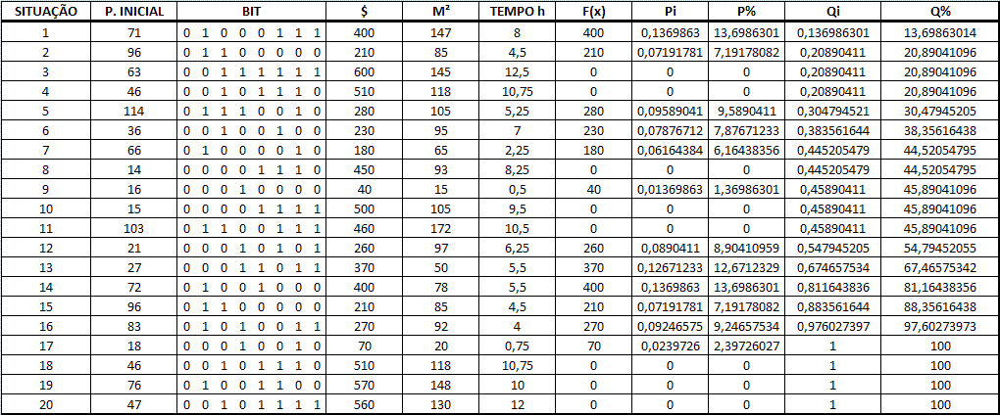 SITUAÇÃO P. INICIAL BIT $ M² TEMPO h F(x) Pi P% Qi Q%
1 71 0 1 0 0 0 1 1 1 400 147 8 400 0,1369863 13,6986301 0,136986301 13,69863014
2 96 0 1 1 0 0 0 0 0 210 85 4,5 210 0,07191781 7,19178082 0,20890411 20,89041096
3 63 0 0 1 1 1 1 1 1 600 145 12,5 0 0 0 0,20890411 20,89041096
4 46 0 0 1 0 1 1 1 0 510 118 10,75 0 0 0 0,20890411 20,89041096
5 114 0 1 1 1 0 0 1 0 280 105 5,25 280 0,09589041 9,5890411 0,304794521 30,47945205
6 36 0 0 1 0 0 1 0 0 230 95 7 230 0,07876712 7,87671233 0,383561644 38,35616438
7 66 0 1 0 0 0 0 1 0 180 65 2,25 180 0,06164384 6,16438356 0,445205479 44,52054795
8 14 0 0 0 0 1 1 1 0 450 93 8,25 0 0 0 0,445205479 44,52054795
9 16 0 0 0 1 0 0 0 0 40 15 0,5 40 0,01369863 1,36986301 0,45890411 45,89041096
10 15 0 0 0 0 1 1 1 1 500 105 9,5 0 0 0 0,45890411 45,89041096
11 103 0 1 1 0 0 1 1 1 460 172 10,5 0 0 0 0,45890411 45,89041096
12 21 0 0 0 1 0 1 0 1 260 97 6,25 260 0,0890411 8,90410959 0,547945205 54,79452055
13 27 0 0 0 1 1 0 1 1 370 50 5,5 370 0,12671233 12,6712329 0,674657534 67,46575342
14 72 0 1 0 0 1 0 0 0 400 78 5,5 400 0,1369863 13,6986301 0,811643836 81,16438356
15 96 0 1 1 0 0 0 0 0 210 85 4,5 210 0,07191781 7,19178082 0,883561644 88,35616438
16 83 0 1 0 1 0 0 1 1 270 92 4 270 0,09246575 9,24657534 0,976027397 97,60273973
17 18 0 0 0 1 0 0 1 0 70 20 0,75 70 0,0239726 2,39726027 1 100
18 46 0 0 1 0 1 1 1 0 510 118 10,75 0 0 0 1 100
19 76 0 1 0 0 1 1 0 0 570 148 10 0 0 0 1 100
20 47 0 0 1 0 1 1 1 1 560 130 12 0 0 0 1 100